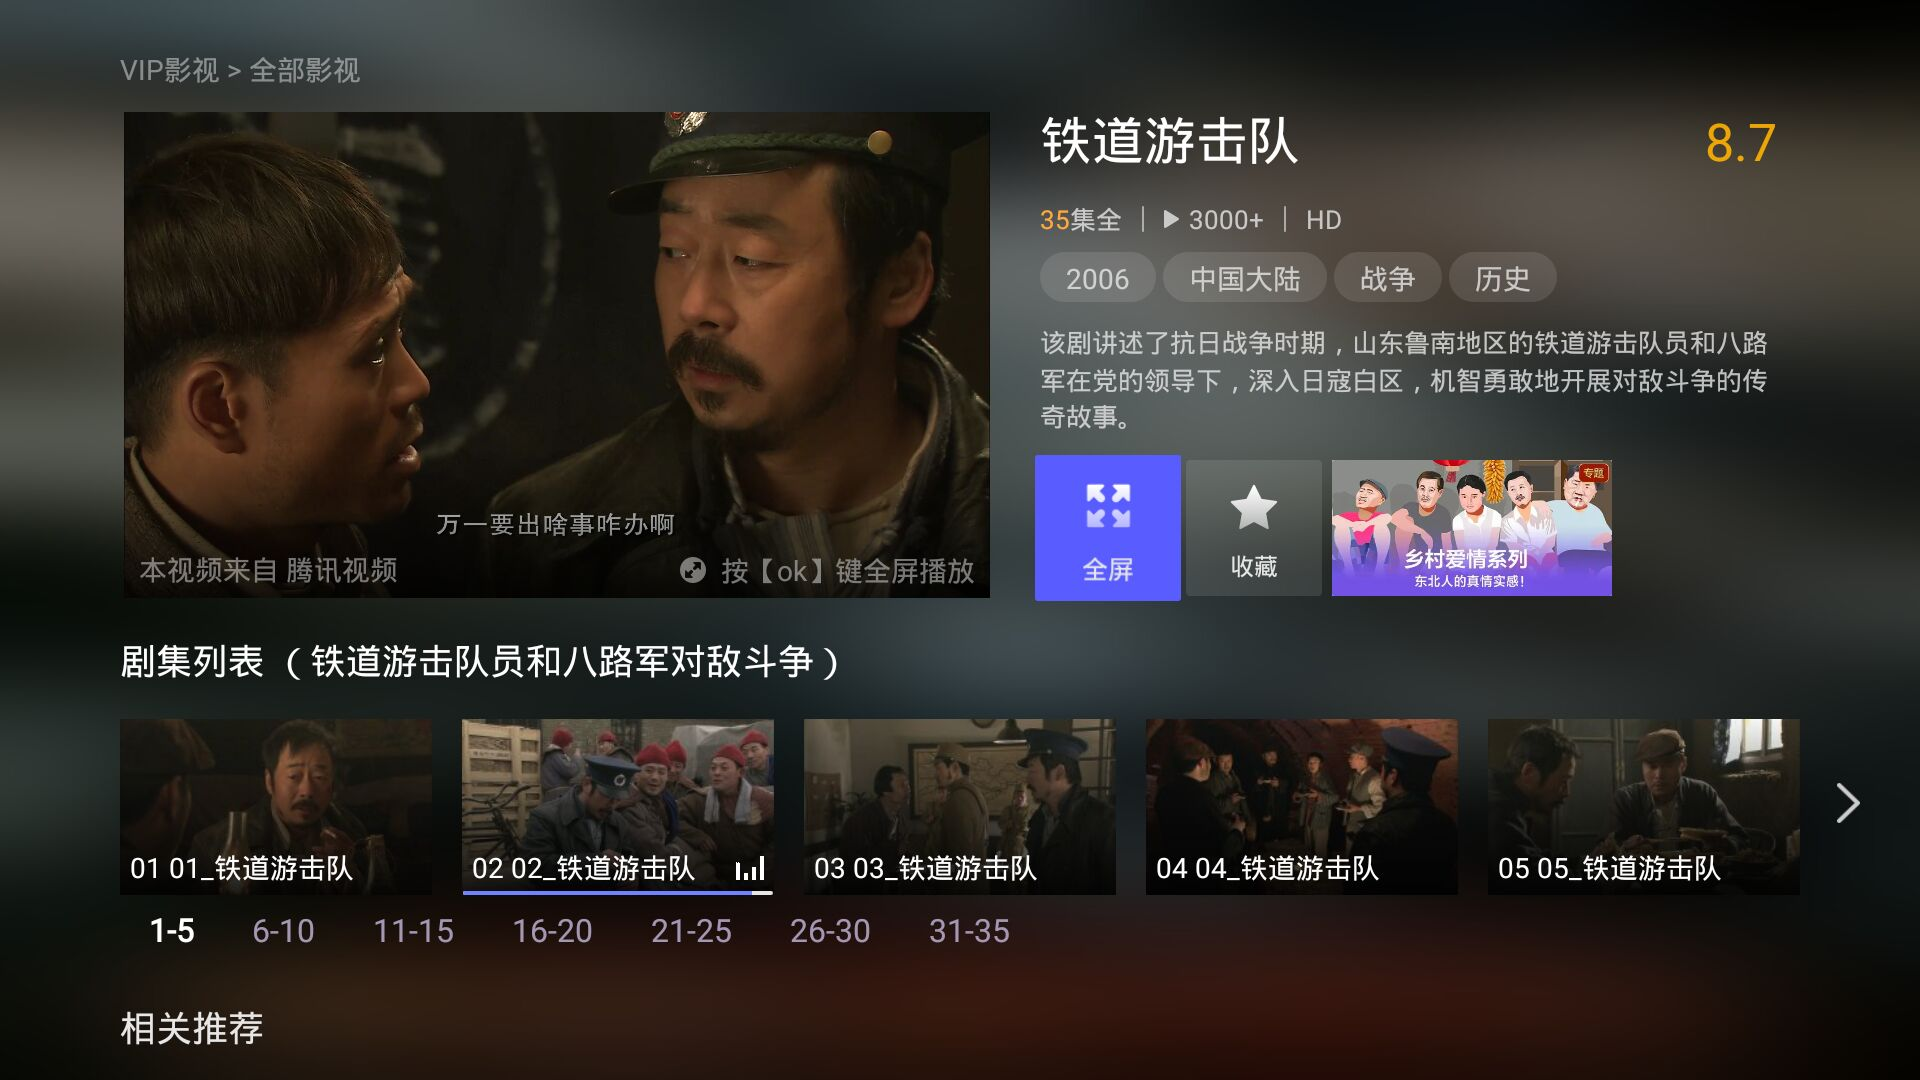 VIP影视 > 全部影视
铁道游击队
8.7
35集全 | 3000+ | HD
2006 中国大陆 战争 历史
该剧讲述了抗日战争时期，山东鲁南地区的铁道游击队员和八路
军在党的领导下，深入日寇白区，机智勇敢地开展对敌斗争的传
奇故事。
万一要出啥事咋办啊
本视频来自 腾讯视频
按【ok】键全屏播放
全屏
收藏
专题
乡村爱情系列
东北人的真情实感！
剧集列表 （铁道游击队员和八路军对敌斗争）
01 01_铁道游击队
02 02_铁道游击队
03 03_铁道游击队
04 04_铁道游击队
05 05_铁道游击队
1-5 6-10 11-15 16-20 21-25 26-30 31-35
相关推荐